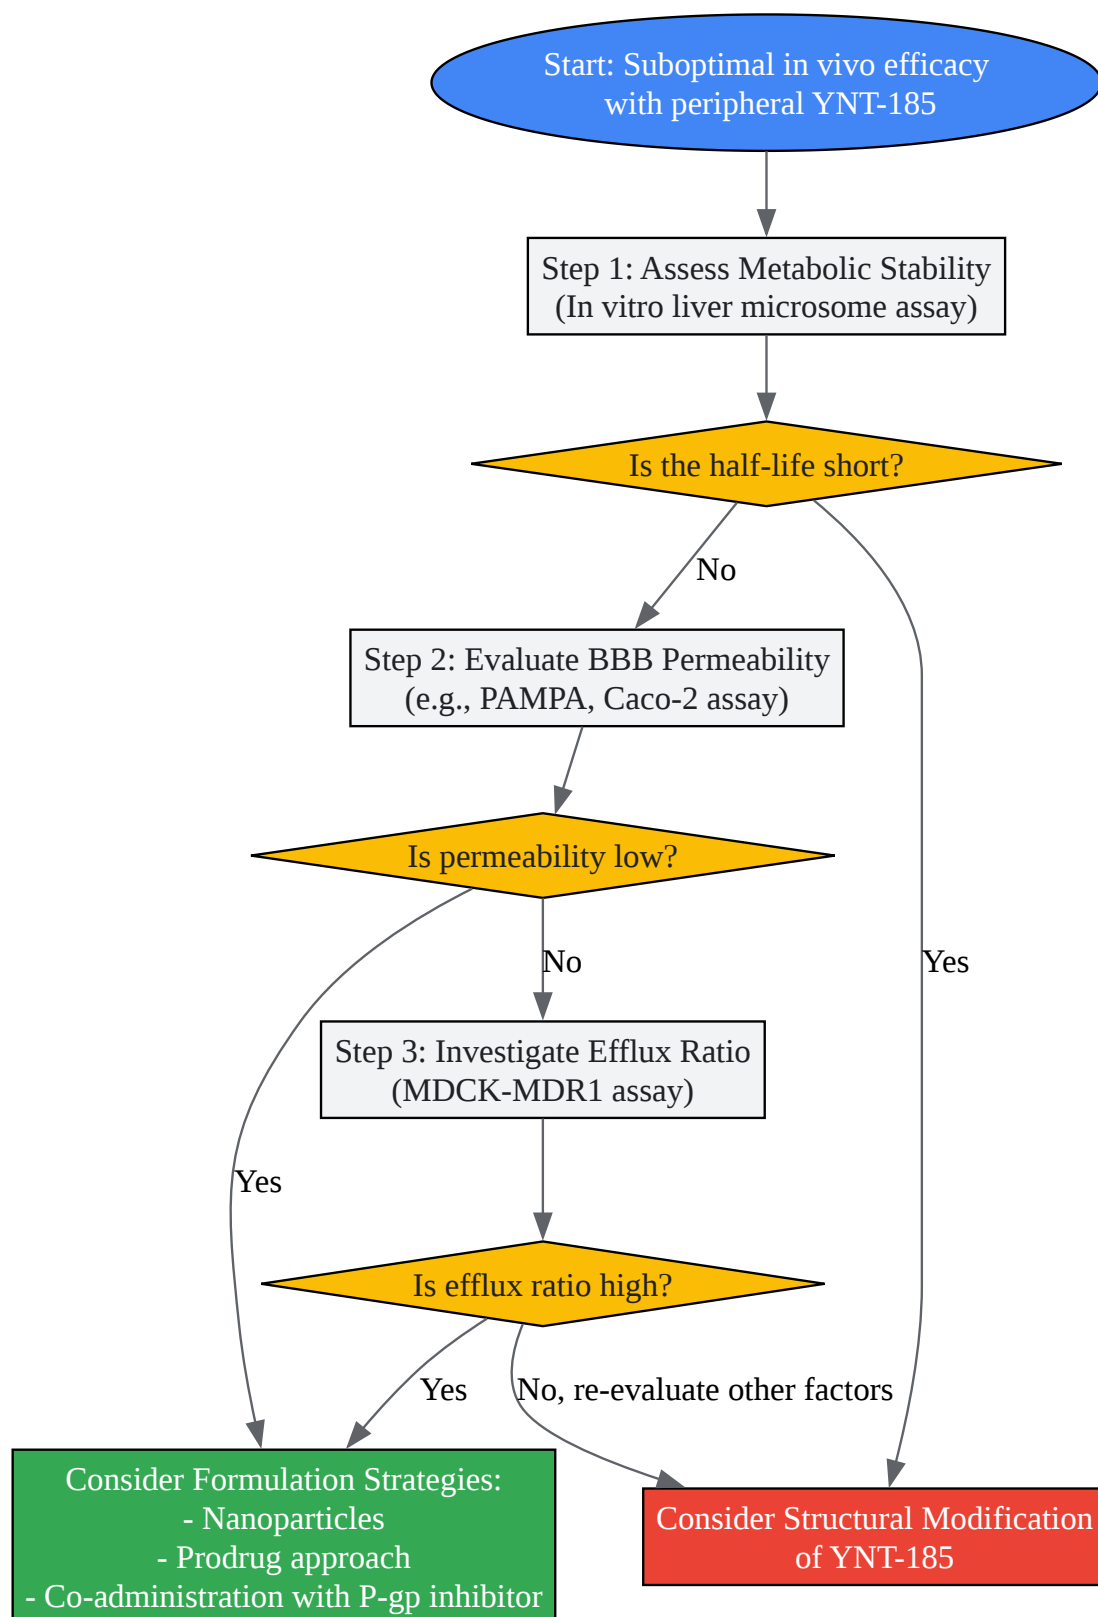 Start: Suboptimal in vivo efficacy
with peripheral YNT-185
Step 1: Assess Metabolic Stability
(In vitro liver microsome assay)
Is the half-life short?
No
Step 2: Evaluate BBB Permeability
(e.g., PAMPA, Caco-2 assay)
Is permeability low?
No
Yes
Step 3: Investigate Efflux Ratio
(MDCK-MDR1 assay)
Yes
Is efflux ratio high?
Yes
No, re-evaluate other factors
Consider Formulation Strategies:
- Nanoparticles
- Prodrug approach
- Co-administration with P-gp inhibitor
Consider Structural Modification
of YNT-185